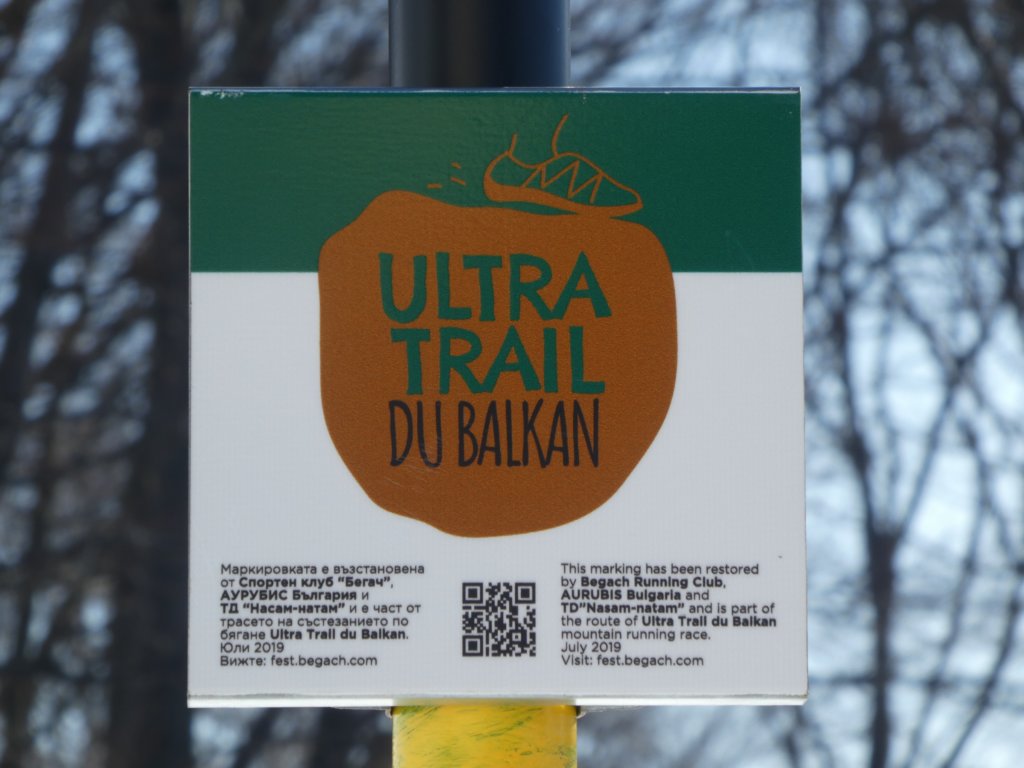 ULTRA
TRAIL
DU BALKAN
Маркировката е възстановена
от Спортен клуб "Бегач",
АУРУБИС България и
ТД "Насам-натам" и е част от
трасето на състезанието по
бягане Ultra Trail du Balkan.
Юли 2019
Вижте: fest.begach.com
This marking has been restored
by Begach Running Club,
AURUBIS Bulgaria and
TD"Nasam-natam" and is part of
the route of Ultra Trail du Balkan
mountain running race.
July 2019
Visit: fest.begach.com